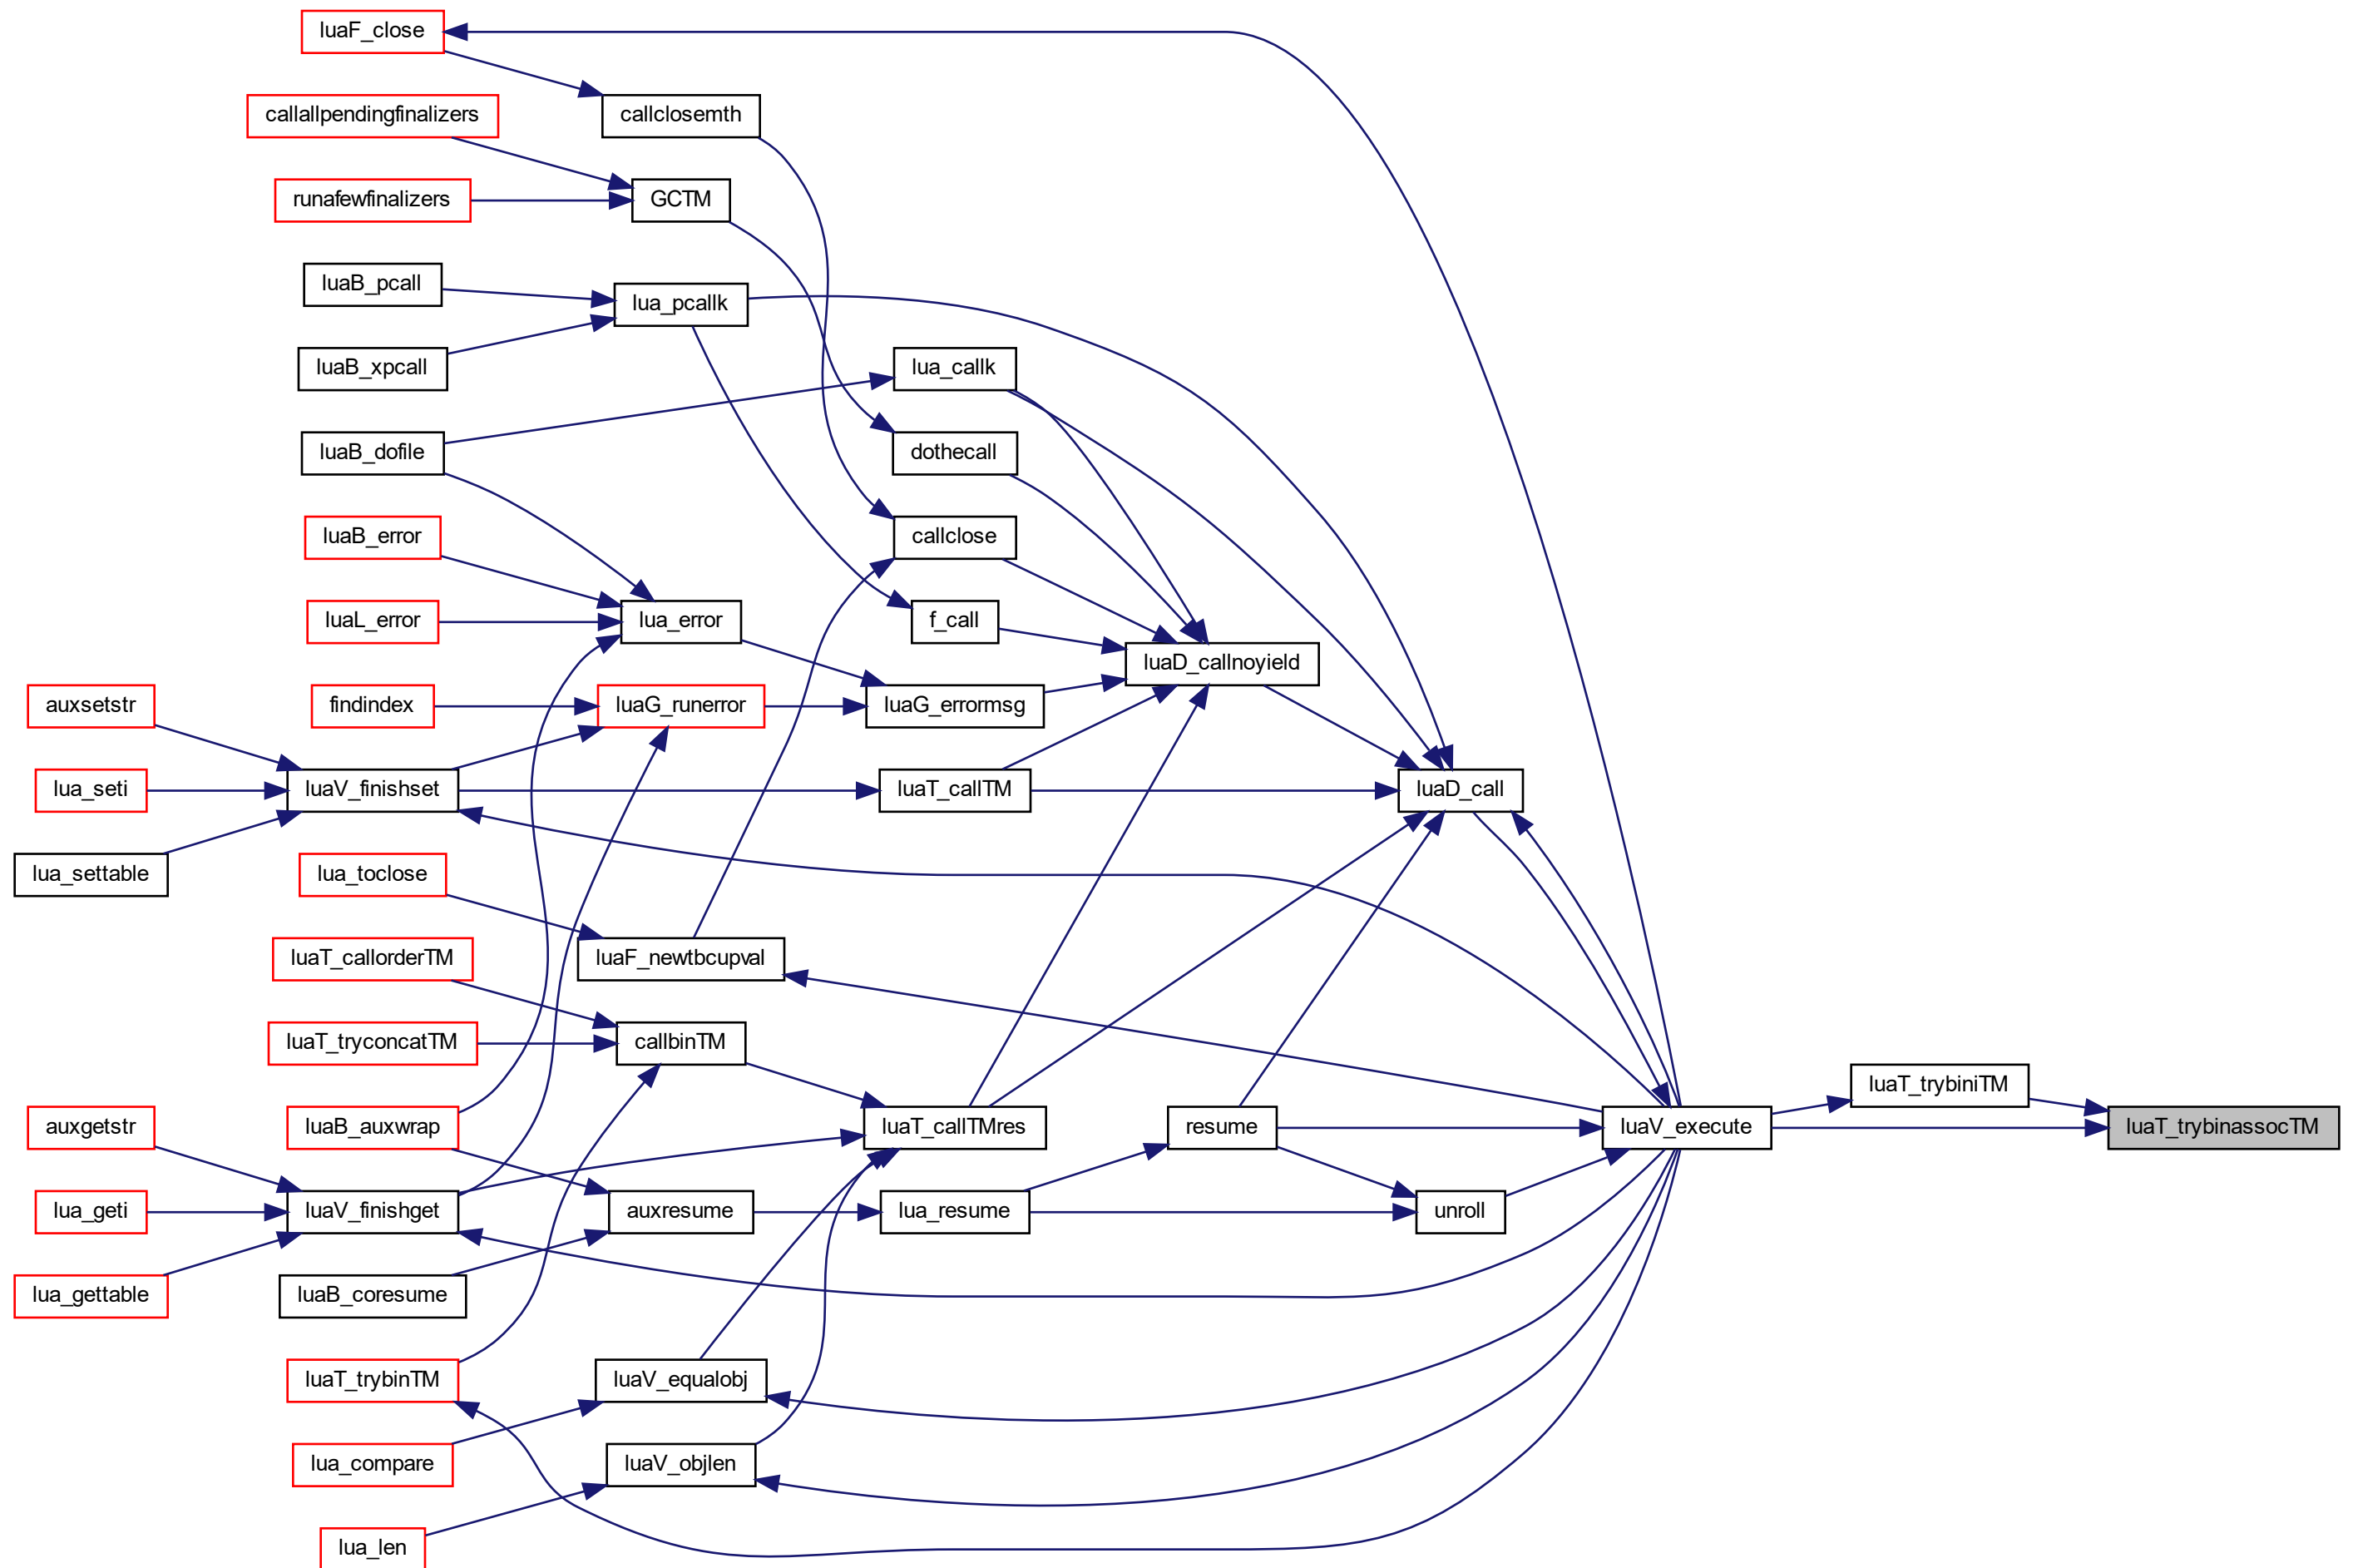 luaF_close
callallpendingfinalizers
callclosemth
runafewfinalizers
GCTM
luaB_pcall
lua_pcallk
luaB_xpcall
lua_callk
luaB_dofile
dothecall
luaB_error
callclose
luaL_error
lua_error
f_call
luaD_callnoyield
auxsetstr
findindex
luaG_runerror
luaG_errormsg
lua_seti
luaV_finishset
luaT_callTM
luaD_call
lua_settable
lua_toclose
luaT_callorderTM
luaF_newtbcupval
luaT_tryconcatTM
callbinTM
luaT_trybiniTM
auxgetstr
luaB_auxwrap
luaT_callTMres
resume
luaV_execute
luaT_trybinassocTM
lua_geti
luaV_finishget
auxresume
lua_resume
unroll
lua_gettable
luaB_coresume
luaT_trybinTM
luaV_equalobj
lua_compare
luaV_objlen
lua_len